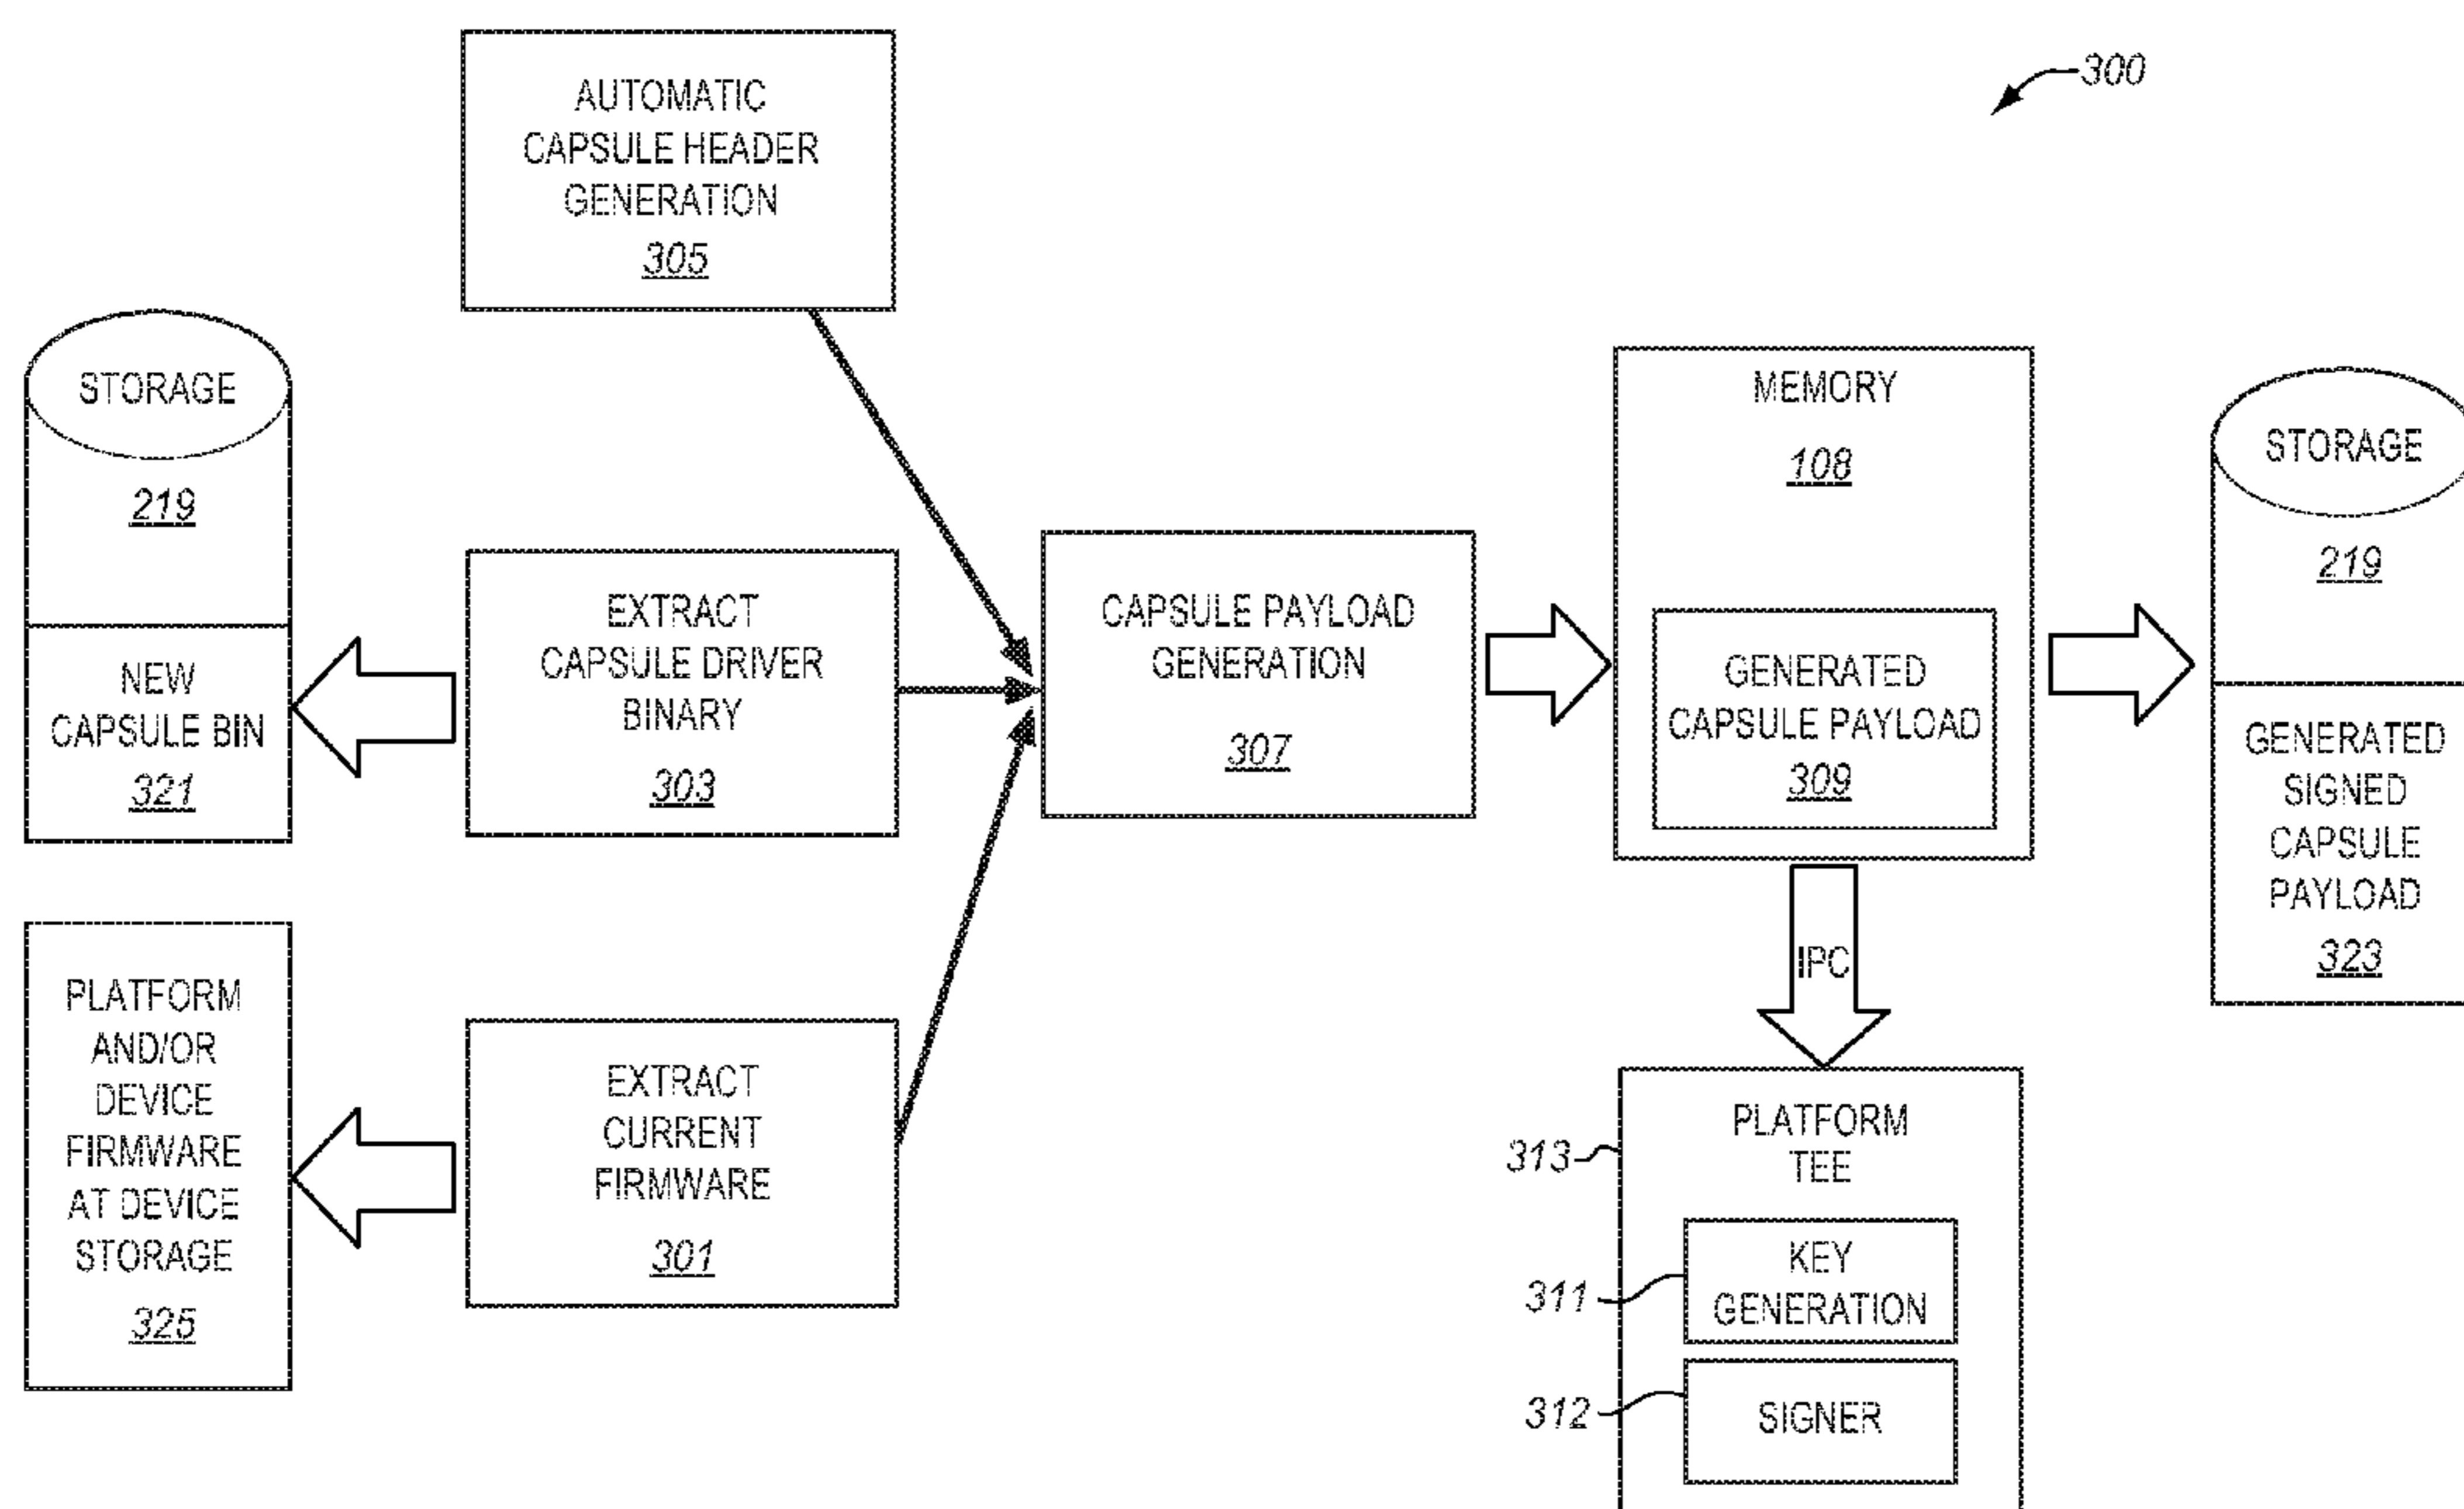 300
AUTOMATIC
CAPSULE HEADER
GENERATION
305
STORAGE
219
NEW
CAPSULE BIN
321
EXTRACT
CAPSULE DRIVER
BINARY
303
PLATFORM
AND/OR
DEVICE
FIRMWARE
AT DEVICE
STORAGE
325
EXTRACT
CURRENT
FIRMWARE
301
CAPSULE PAYLOAD
GENERATION
307
MEMORY
108
GENERATED
CAPSULE PAYLOAD
309
IPC
PLATFORM
TEE
313
KEY
GENERATION
311
SIGNER
312
STORAGE
219
GENERATED
SIGNED
CAPSULE
PAYLOAD
323